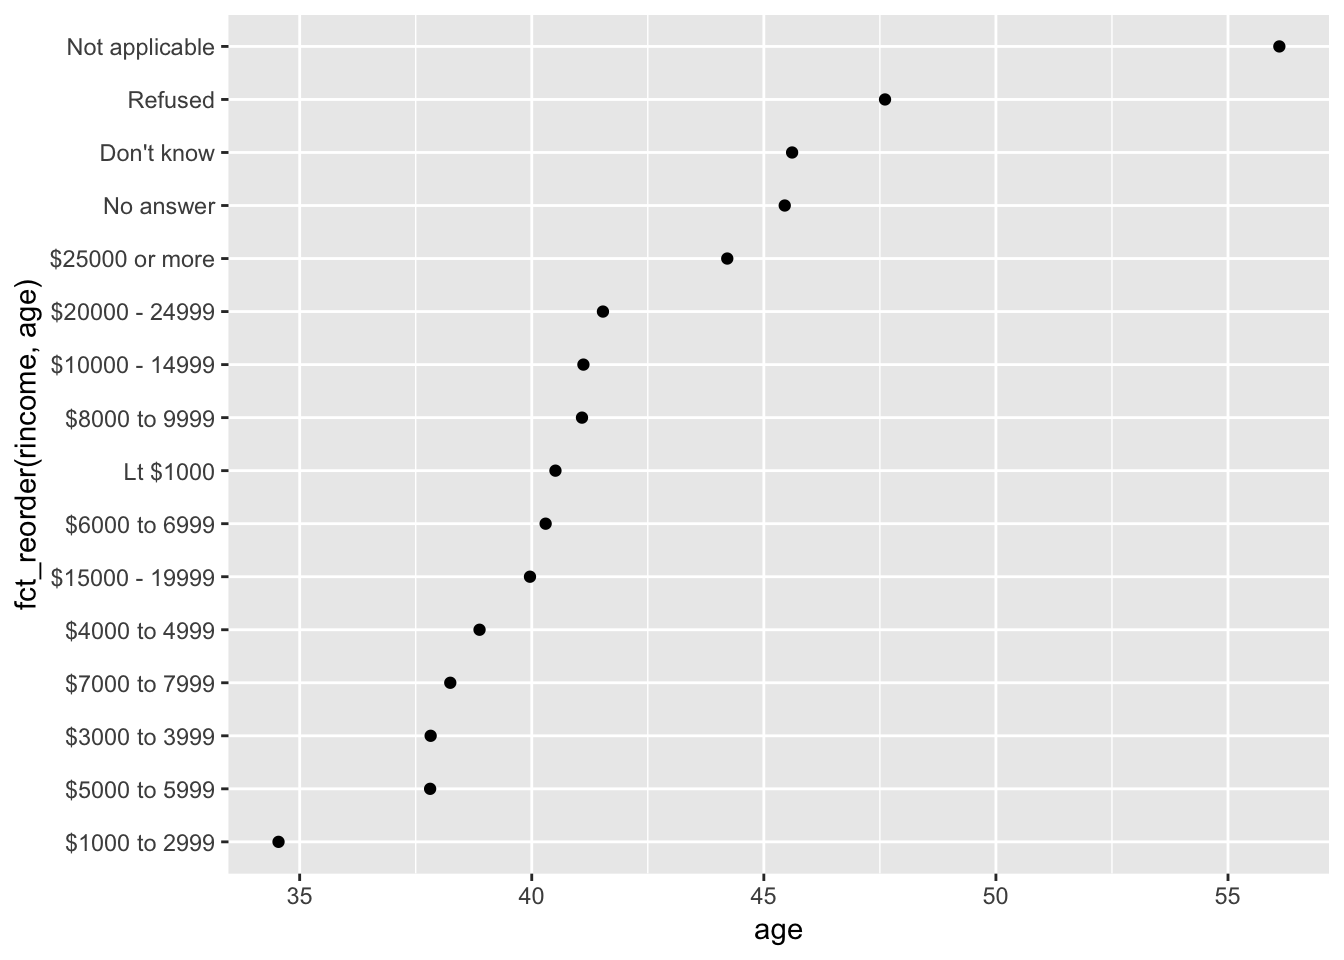 Not applicable
Refused
Don't know
No answer
$25000 or more
$20000 - 24999
$10000 - 14999
$8000 to 9999
Lt $1000
$6000 to 6999
$15000 - 19999
$4000 to 4999
$7000 to 7999
$3000 to 3999
$5000 to 5999
$1000 to 2999
fct_reorder(rincome, age)
35 40 45 50 55
age